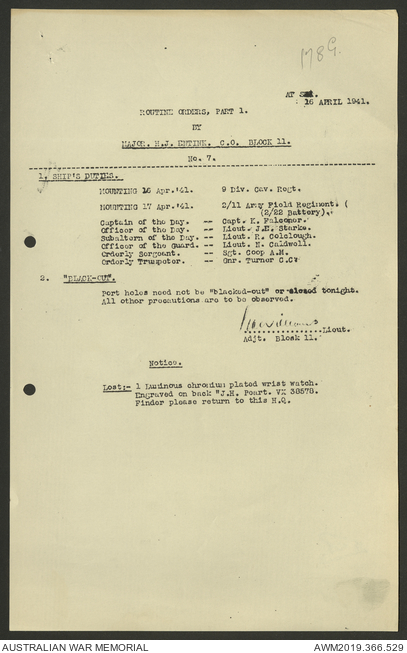 178G.
AT SEA.
16 APRIL 1941.
ROUTINE ORDERS, PART 1.
BY
MAJOR. H.J. C.O. BLOCK 11.
No. 7.
1. SHIP'S DUTIES.
MOUNTING 16 Apr.'41. 9 Div. Cav. Regt.
MOUNTING 17 Apr.'41. 2/11 Army Field Regiment. (
(2/22 Battery).
Captain of the Day. -- Capt. K. Falconer.
Officer of the Day. -- Lieut. J.E. Starke.
Subaltern of the Day. -- Lieut. R. Colclough.
Officer of the Guard. -- Lieut. N. Caldwell.
Orderly Sergeant. -- Sgt. Coop A.M.
Orderly Trumpeter. -- Gnr. Turner C.C.
2. "BLACK-OUT".
Port holes need not be "blacked-out" or closed tonight.
All other precautions are to be observed.
Lieut.
Adjt. Block 11.
Notice.
Lost:- 1 Luminous chromium plated wrist watch.
Engraved on back "J.H. Poart. VX 38578.
Finder please return to this H.Q.
AUSTRALIAN WAR MEMORIAL
AWM2019.366.529